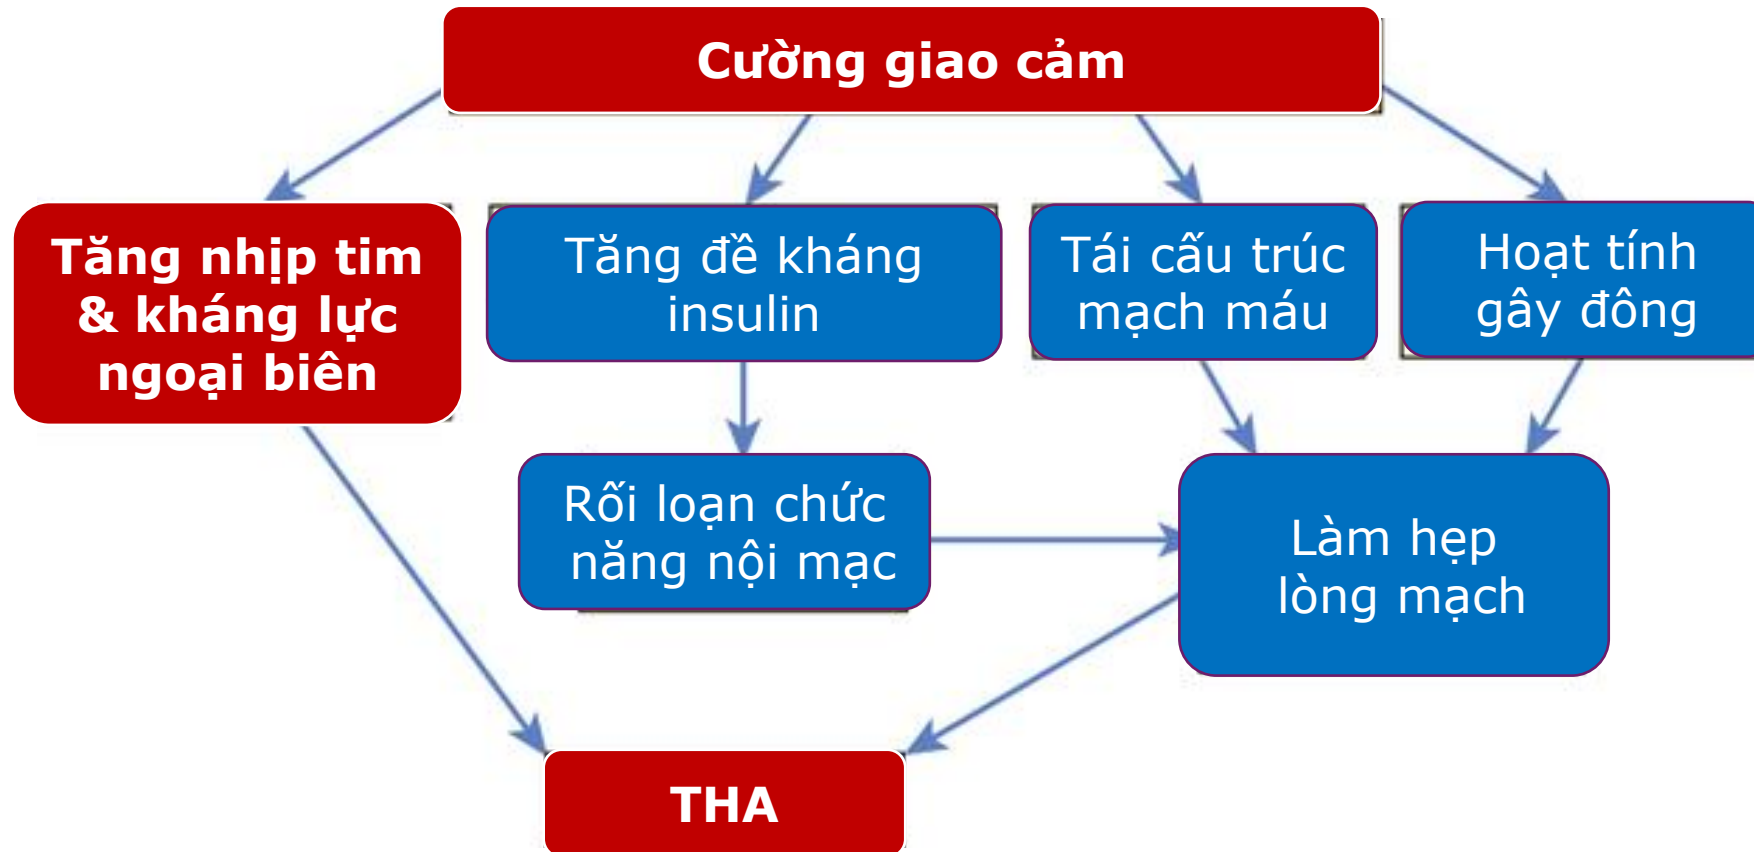 Cường giao cảm
Tăng nhịp tim
& kháng lực
ngoại biên
Tăng đề kháng
insulin
Tái cấu trúc
mạch máu
Hoạt tính
gây đông
Rối loạn chức
năng nội mạc
Làm hẹp
lòng mạch
THA